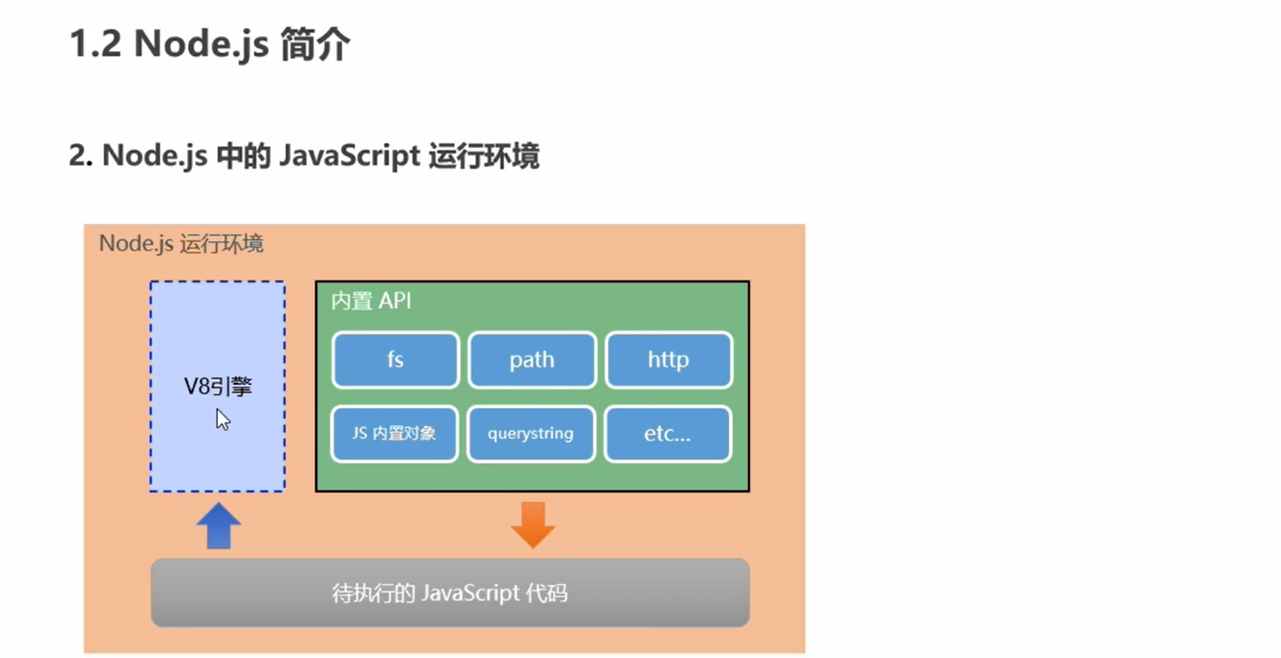 1.2 Node.js 简介
2. Node.js 中的 JavaScript 运行环境
Node.js 运行环境
V8引擎
内置 API
fs
path
http
JS 内置对象
querystring
etc...
待执行的 JavaScript 代码